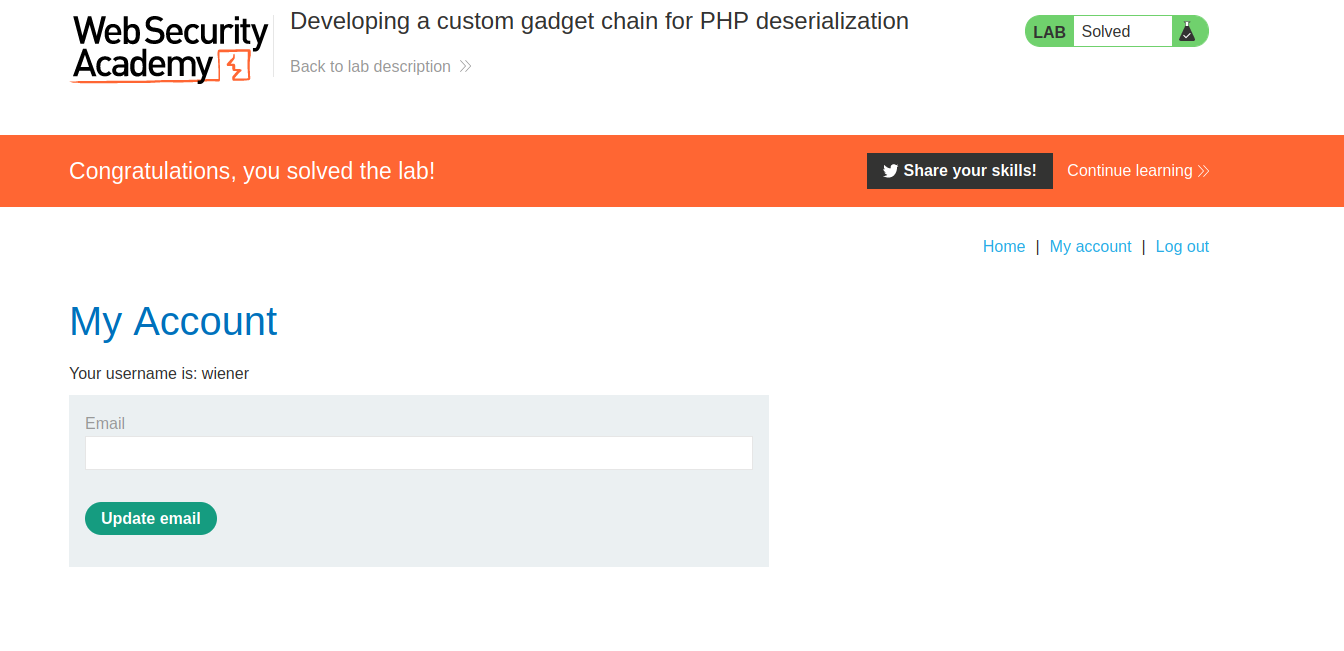 Web Security
Academy
Developing a custom gadget chain for PHP deserialization
Back to lab description
LAB Solved
Congratulations, you solved the lab!
Share your skills! Continue learning
Home | My account | Log out
My Account
Your username is: wiener
Email
Update email